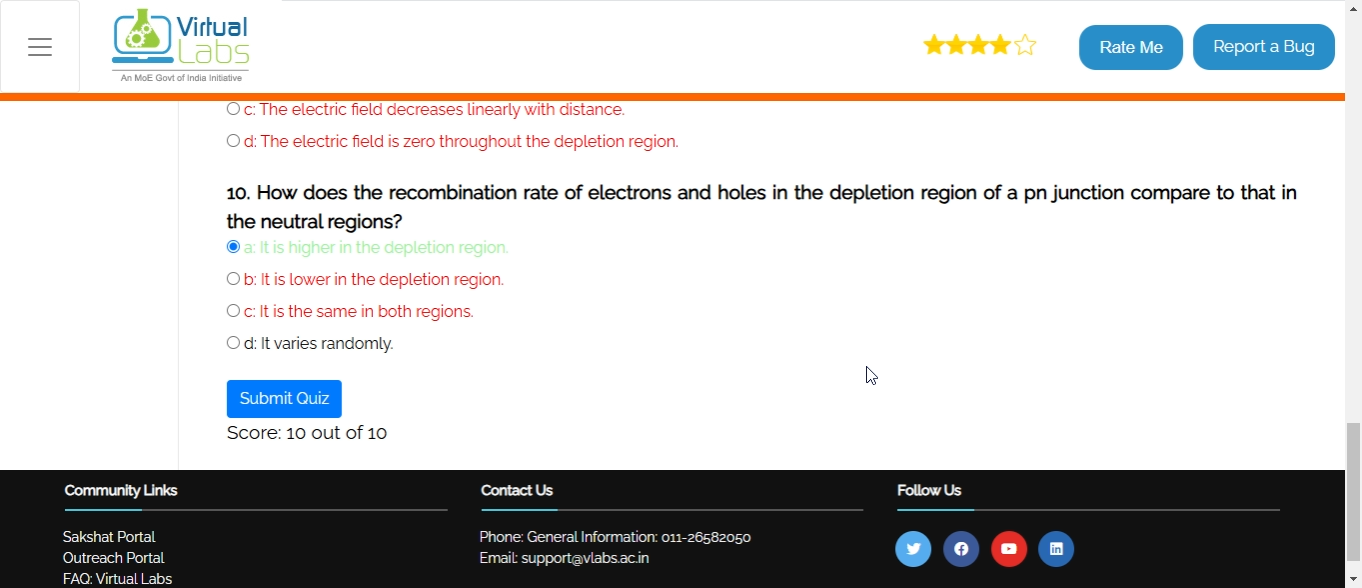 Virtual
Labs
An MoE Govt of India Initiative
Rate Me
Report a Bug
c: The electric field decreases linearly with distance.
d: The electric field is zero throughout the depletion region.
10. How does the recombination rate of electrons and holes in the depletion region of a pn junction compare to that in
the neutral regions?
a: It is higher in the depletion region.
b: It is lower in the depletion region.
c: It is the same in both regions.
d: It varies randomly.
Submit Quiz
Score: 10 out of 10
Community Links
Sakshat Portal
Outreach Portal
FAQ: Virtual Labs
Contact Us
Phone: General Information: 011-26582050
Email: support@vlabs.ac.in
Follow Us